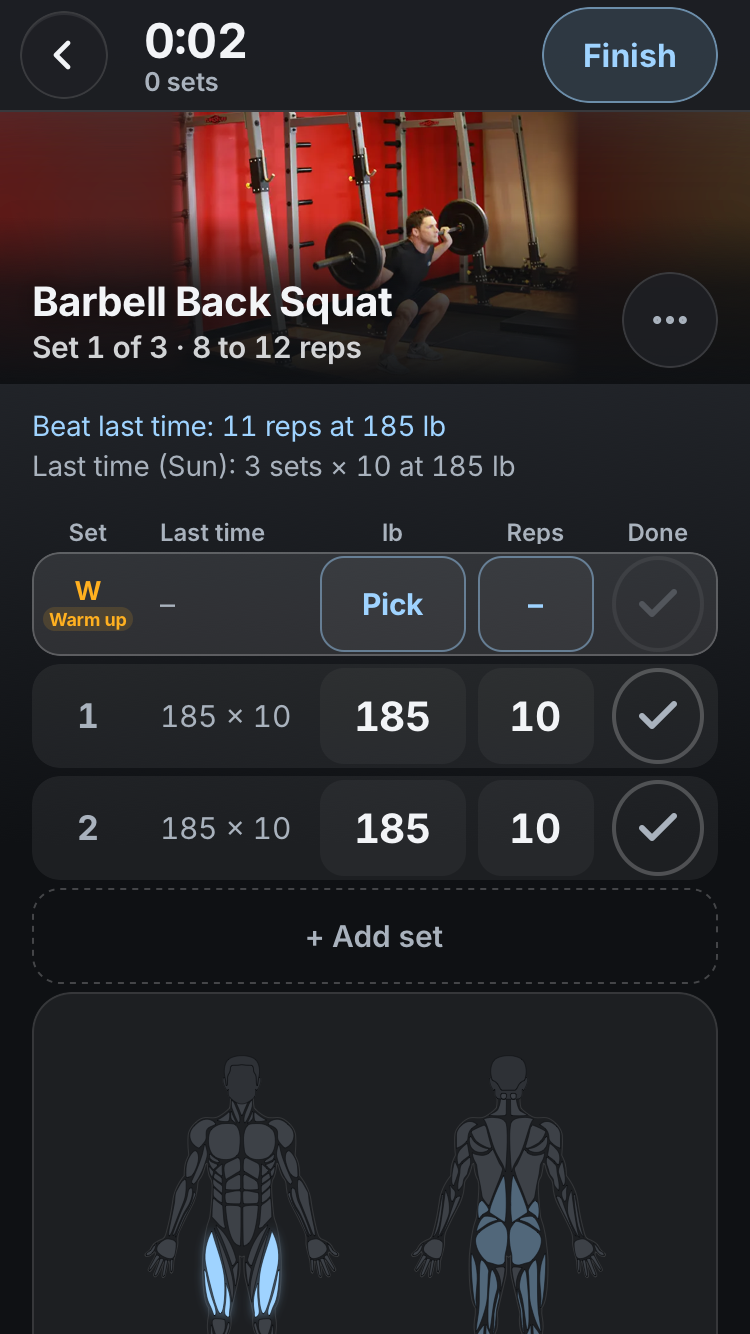 0:02
0 sets
Finish
Barbell Back Squat
Set 1 of 3 · 8 to 12 reps
Beat last time: 11 reps at 185 lb
Last time (Sun): 3 sets × 10 at 185 lb
Set Last time lb Reps Done
W
Warm up
– Pick –
1 185 × 10 185 10
2 185 × 10 185 10
+ Add set